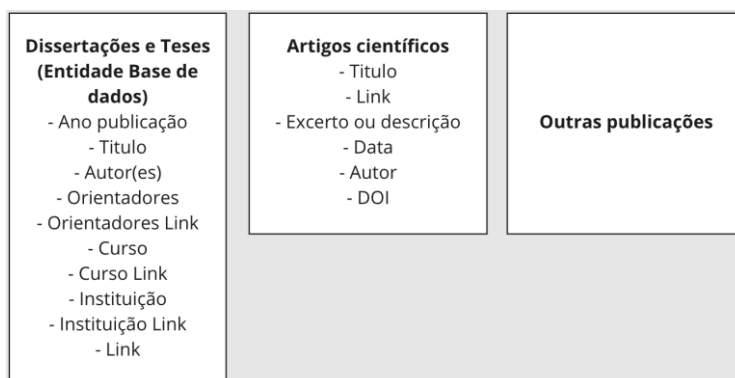 Dissertações e Teses
(Entidade Base de
dados)
- Ano publicação
- Titulo
- Autor(es)
- Orientadores
- Orientadores Link
- Curso
- Curso Link
- Instituição
- Instituição Link
- Link
Artigos científicos
- Titulo
- Link
- Excerto ou descrição
- Data
- Autor
- DOI
Outras publicações